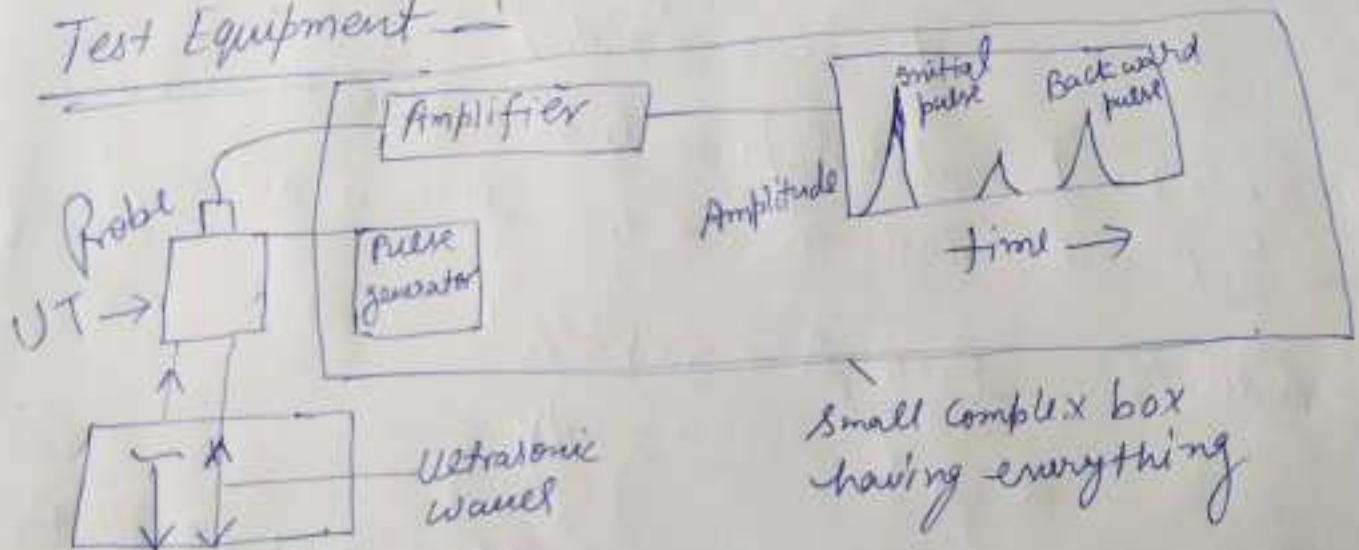 Test Equipment
Amplifier
initial
pulse
Backward
pulse
Amplitude
time
Probe
UT
Pulse
generator
Ultrasonic
waves
small complex box
having everything